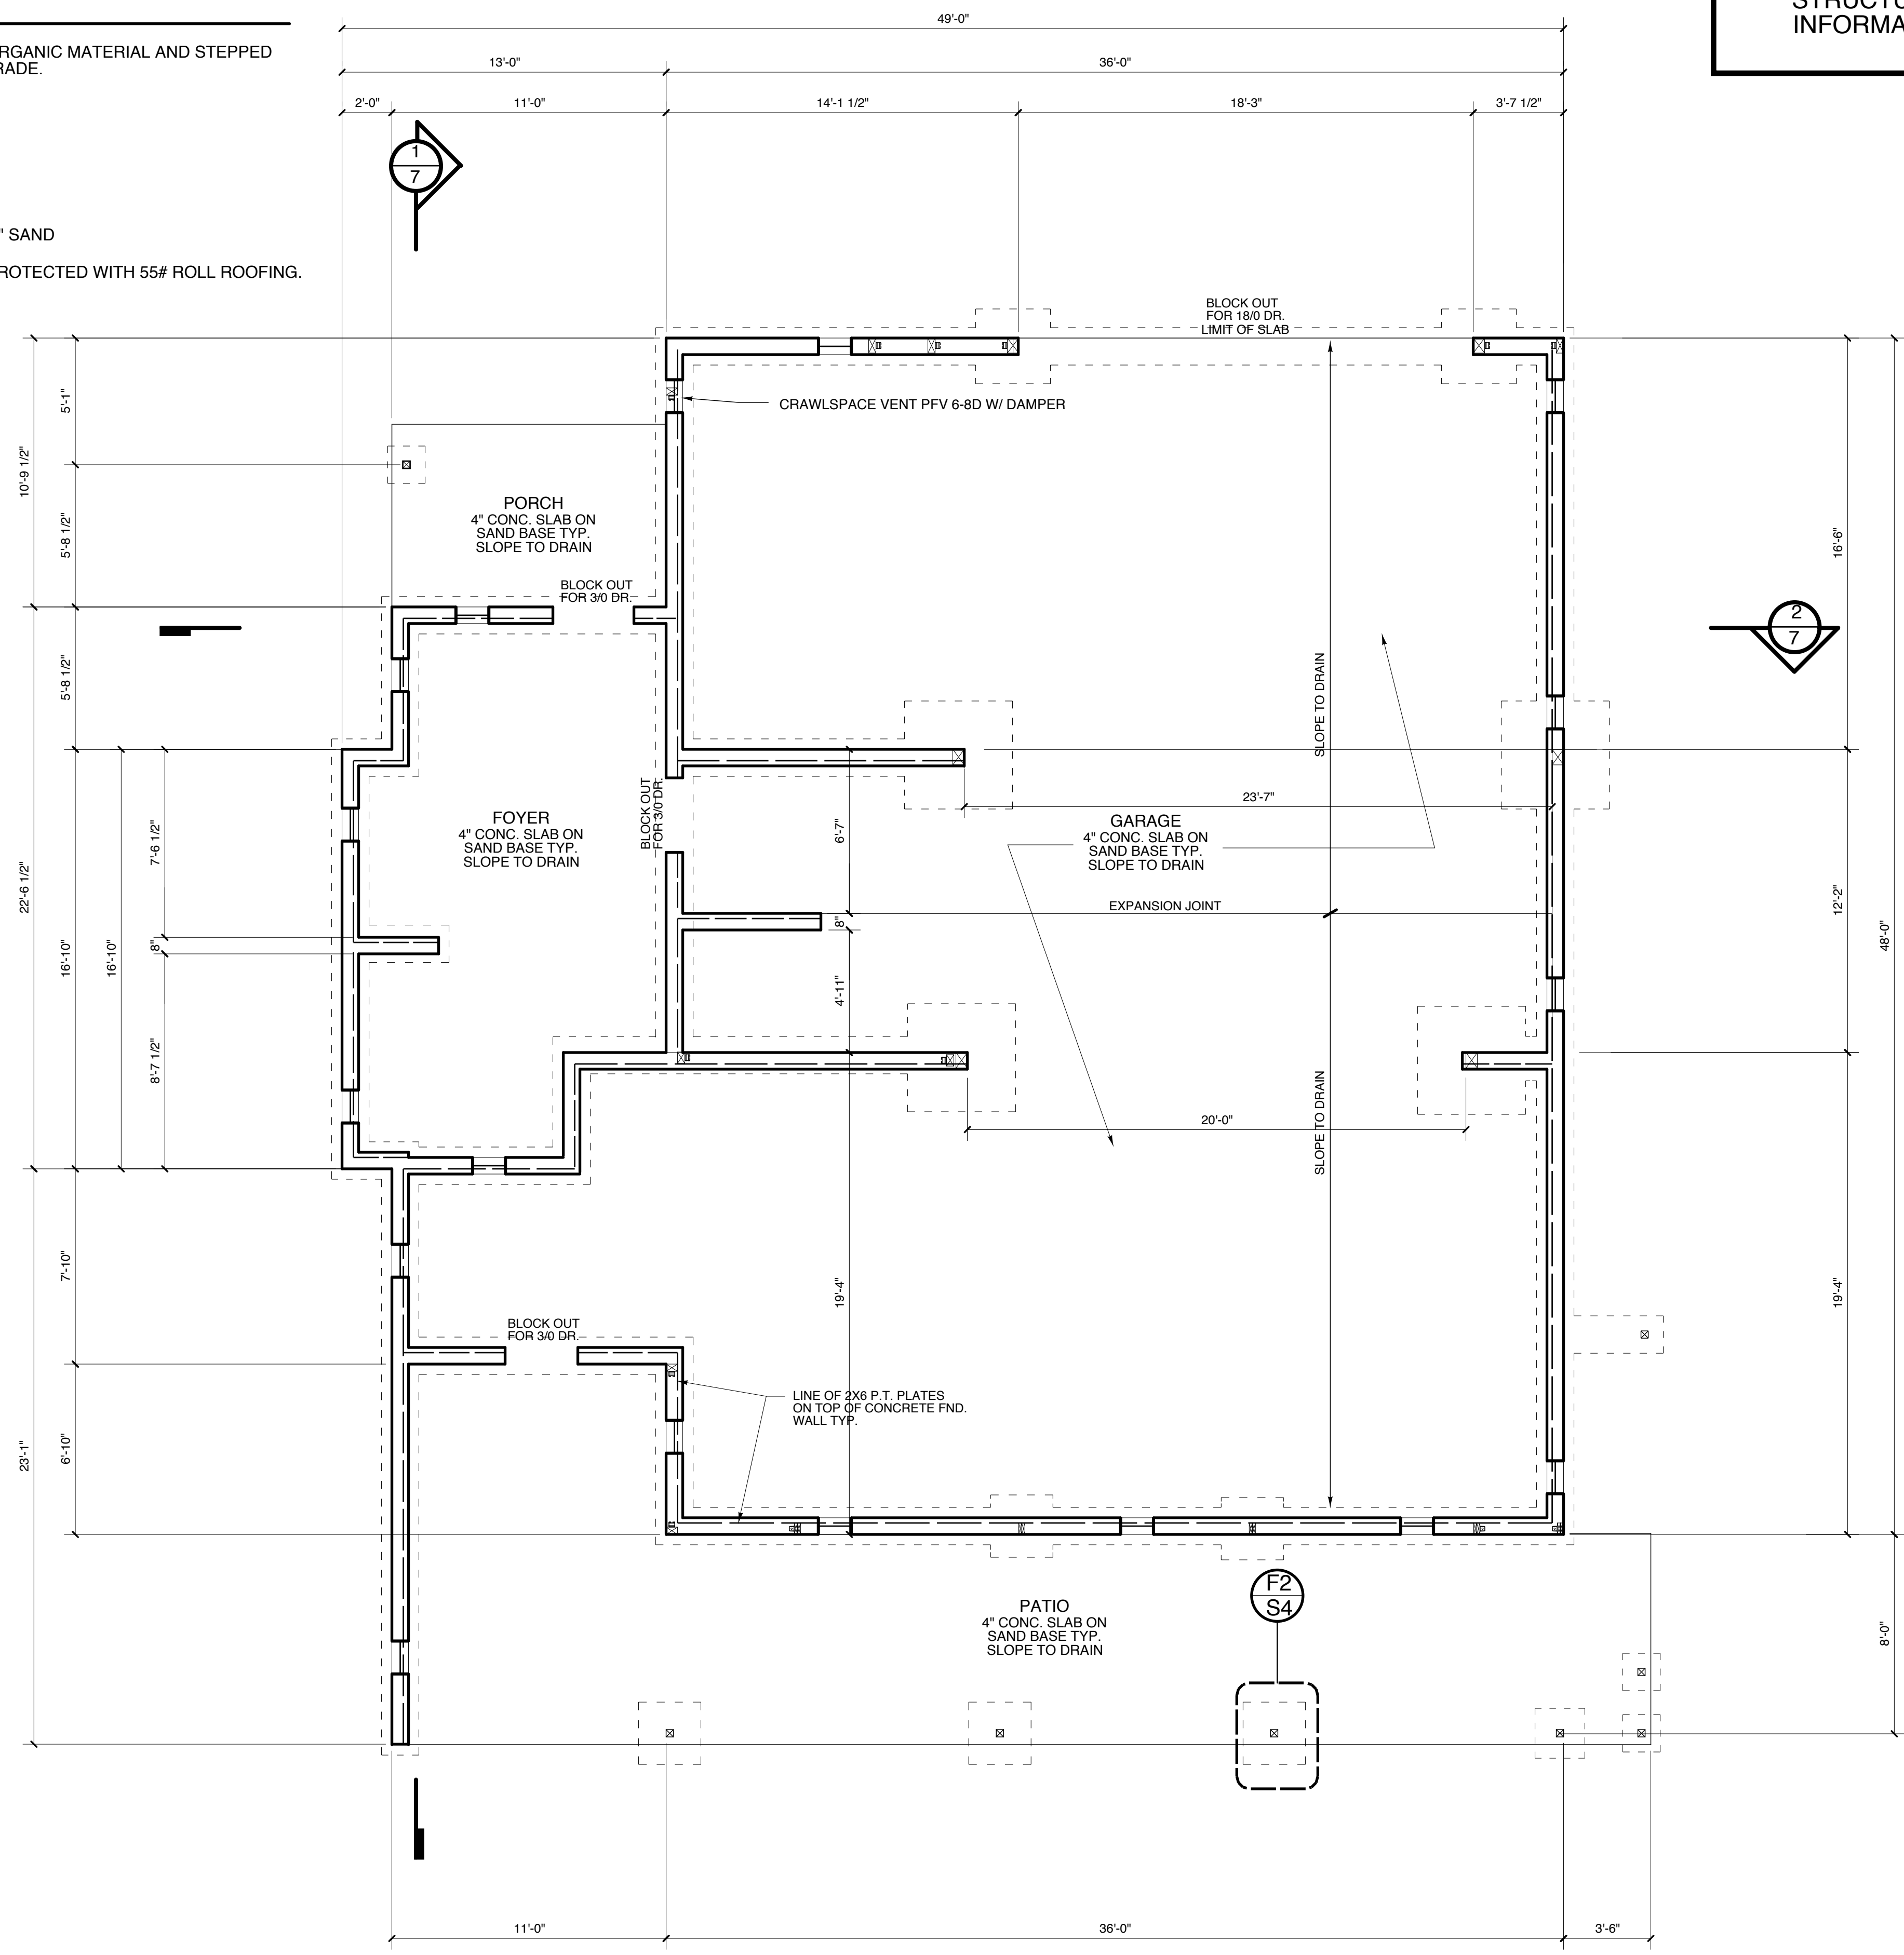 RGANIC MATERIAL AND STEPPED
RADE.
" SAND
ROTECTED WITH 55# ROLL ROOFING.
INFORMA
49'-0"
13'-0"
36'-0"
2'-0"
11'-0"
14'-1 1/2"
18'-3"
3'-7 1/2"
1
7
BLOCK OUT
FOR 18/0 DR.
LIMIT OF SLAB
CRAWLSPACE VENT PFV 6-8D W/ DAMPER
10'-9 1/2"
5'-1"
5'-8 1/2"
PORCH
4" CONC. SLAB ON
SAND BASE TYP.
SLOPE TO DRAIN
BLOCK OUT
FOR 3/0 DR.
16'-6"
2
7
5'-8 1/2"
SLOPE TO DRAIN
22'-6 1/2"
16'-10"
16'-10"
7'-6 1/2"
8"
8'-7 1/2"
FOYER
4" CONC. SLAB ON
SAND BASE TYP.
SLOPE TO DRAIN
BLOCK OUT
FOR 3/0 DR.
6'-7"
8"
4'-11"
23'-7"
GARAGE
4" CONC. SLAB ON
SAND BASE TYP.
SLOPE TO DRAIN
EXPANSION JOINT
12'-2"
48'-0"
20'-0"
SLOPE TO DRAIN
23'-1"
7'-10"
6'-10"
BLOCK OUT
FOR 3/0 DR.
19'-4"
19'-4"
LINE OF 2X6 P.T. PLATES
ON TOP OF CONCRETE FND.
WALL TYP.
PATIO
4" CONC. SLAB ON
SAND BASE TYP.
SLOPE TO DRAIN
F2
S4
8'-0"
11'-0"
36'-0"
3'-6"